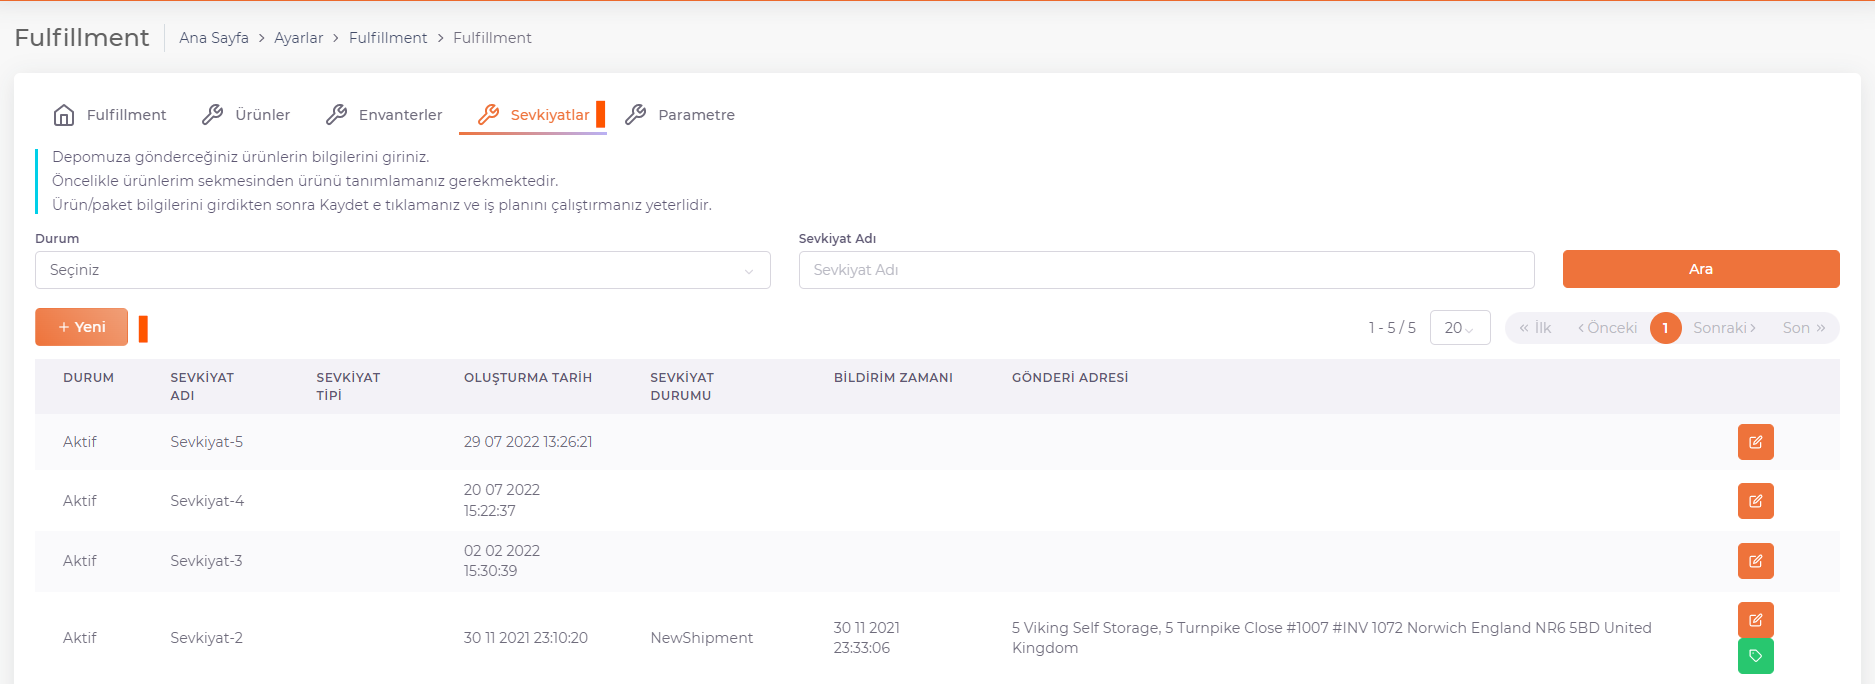 Fulfillment
Ana Sayfa > Ayarlar > Fulfillment > Fulfillment
Fulfillment Ürünler Envanterler Sevkiyatlar Parametre
Depomuza gönderceğiniz ürünlerin bilgilerini giriniz.
Öncelikle ürünlerim sekmesinden ürünü tanımlamanız gerekmektedir.
Ürün/paket bilgilerini girdikten sonra Kaydet e tıklamanız ve iş planını çalıştırmanız yeterlidir.
Durum
Seçiniz
Sevkiyat Adı
Sevkiyat Adı
Ara
+ Yeni
1 - 5 / 5 20 « İlk ‹ Önceki 1 Sonraki › Son »
DURUM SEVKİYAT ADI SEVKİYAT TİPİ OLUŞTURMA TARİH SEVKİYAT DURUMU BİLDİRİM ZAMANI GÖNDERİ ADRESİ
Aktif Sevkiyat-5 29 07 2022 13:26:21
Aktif Sevkiyat-4 20 07 2022 15:22:37
Aktif Sevkiyat-3 02 02 2022 15:30:39
Aktif Sevkiyat-2 30 11 2021 23:10:20 NewShipment 30 11 2021 23:33:06 5 Viking Self Storage, 5 Turnpike Close #1007 #INV 1072 Norwich England NR6 5BD United Kingdom